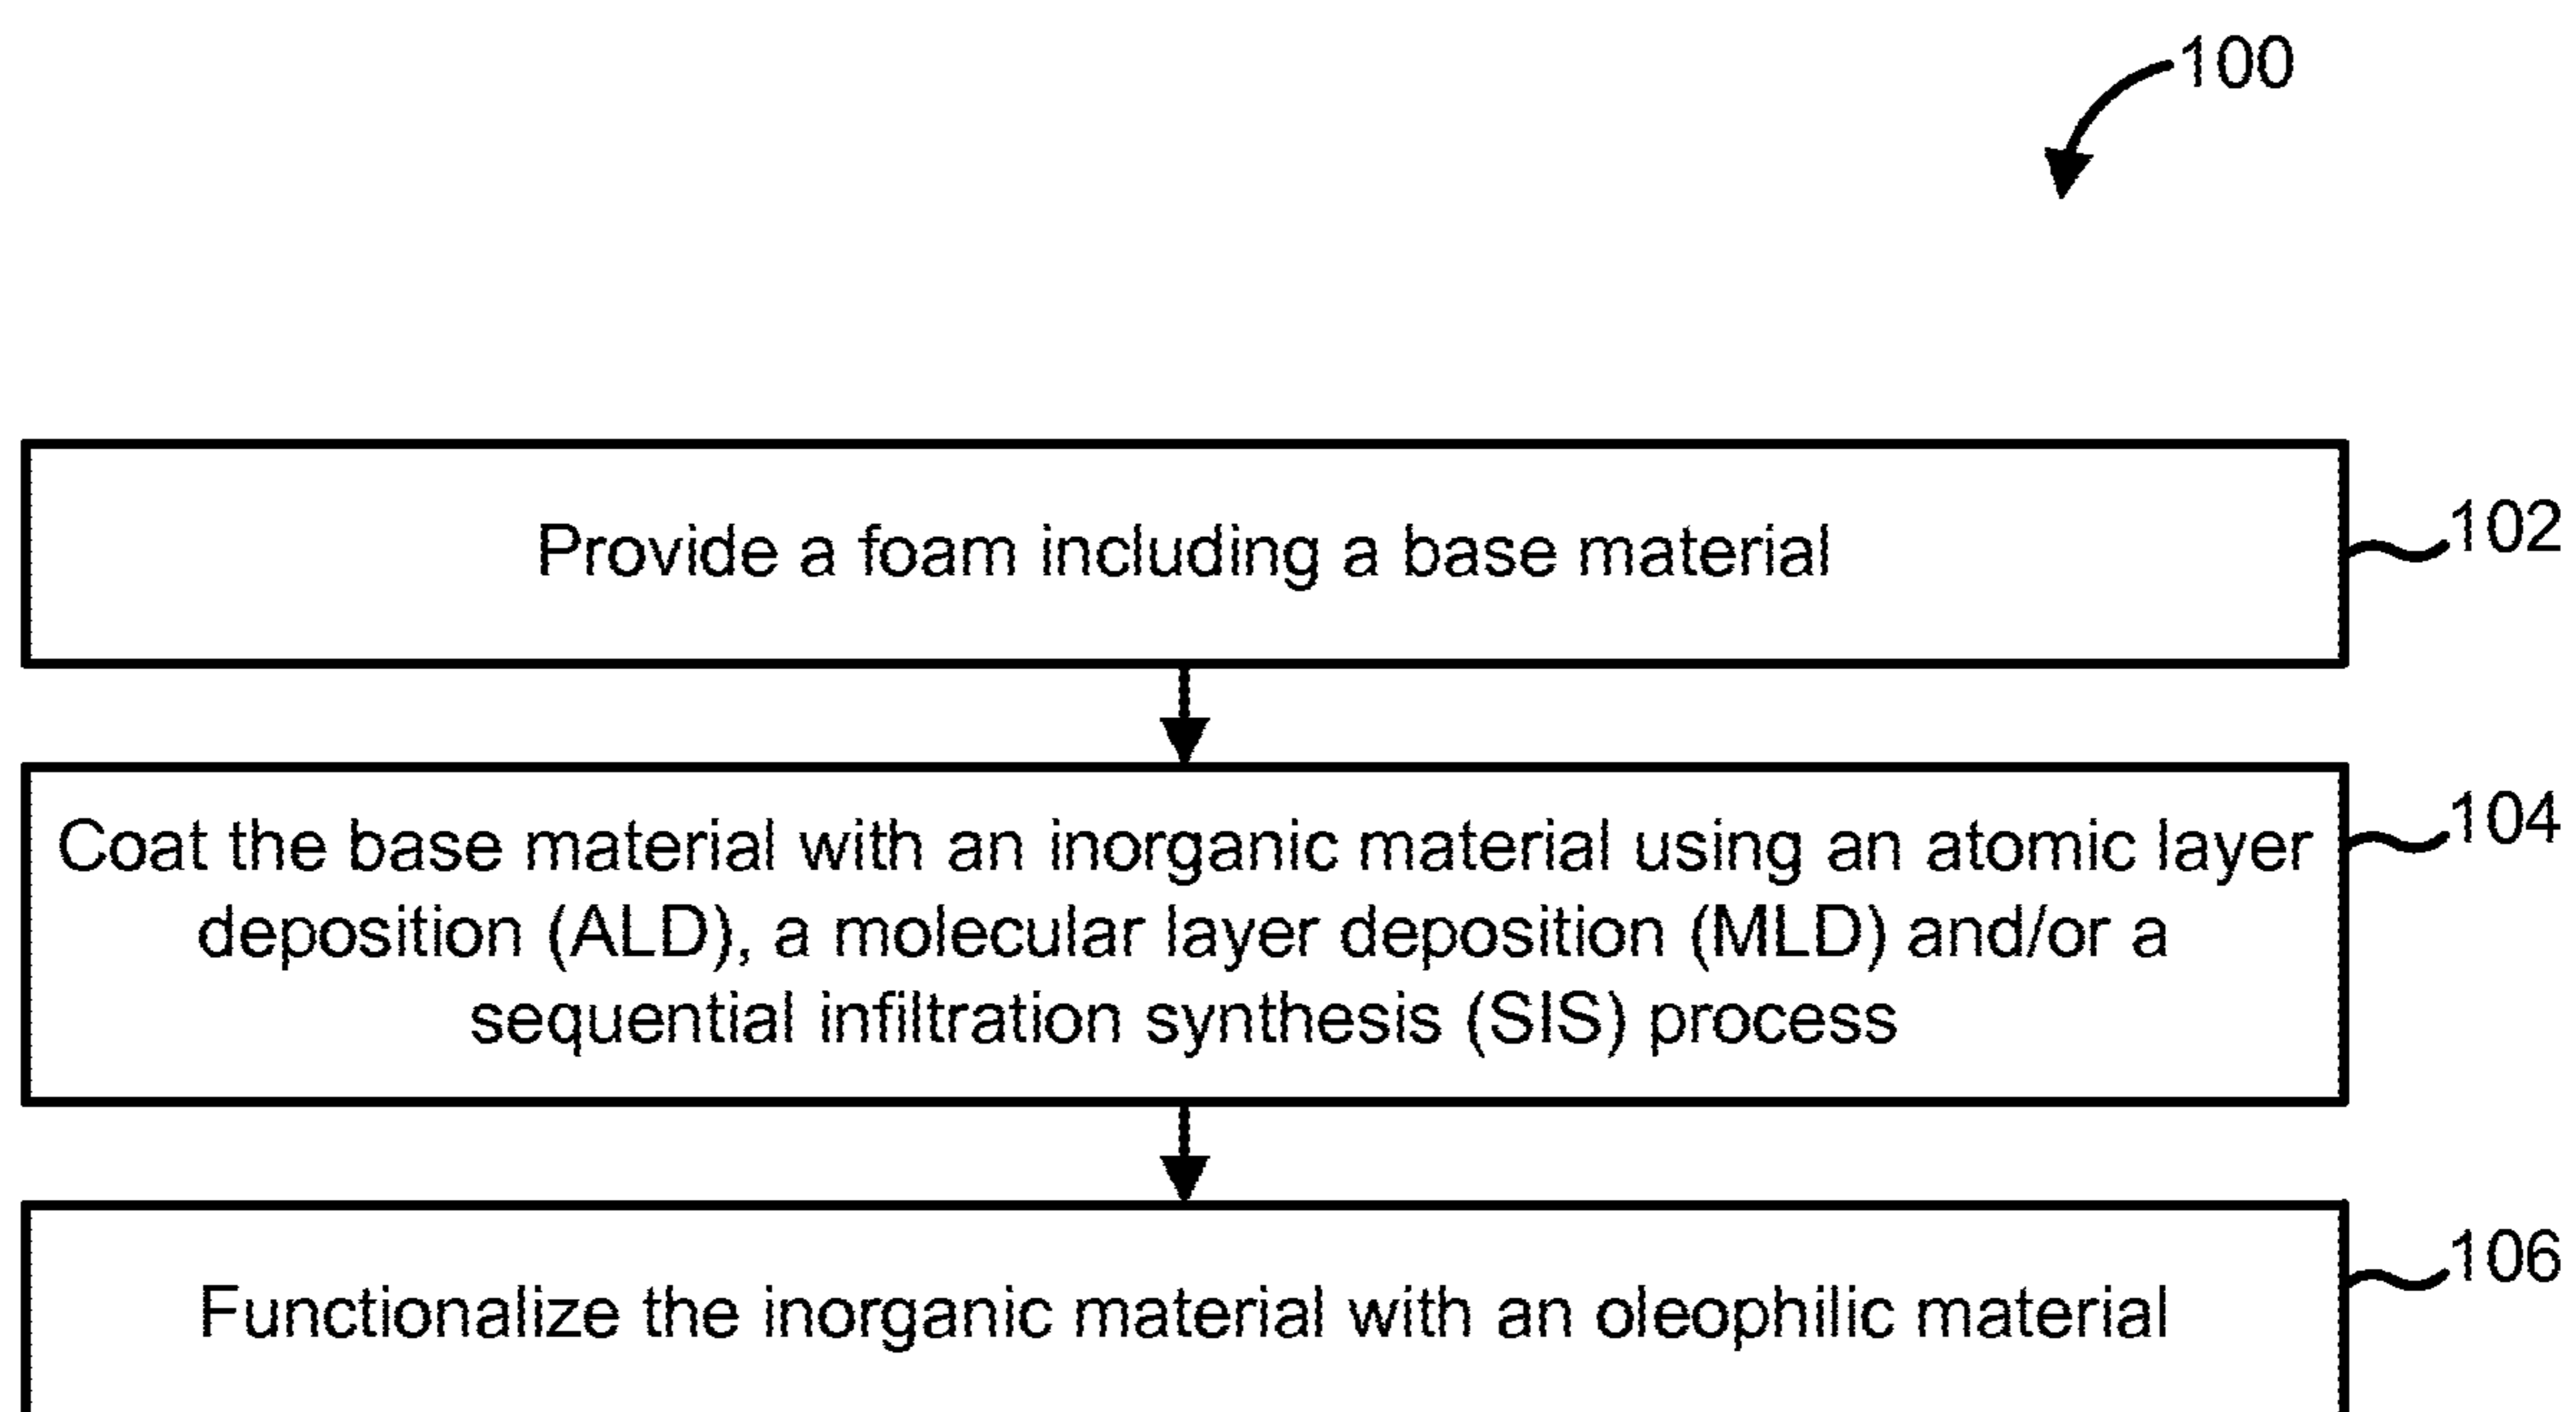 100
Provide a foam including a base material
102
Coat the base material with an inorganic material using an atomic layer
deposition (ALD), a molecular layer deposition (MLD) and/or a
sequential infiltration synthesis (SIS) process
104
Functionalize the inorganic material with an oleophilic material
106